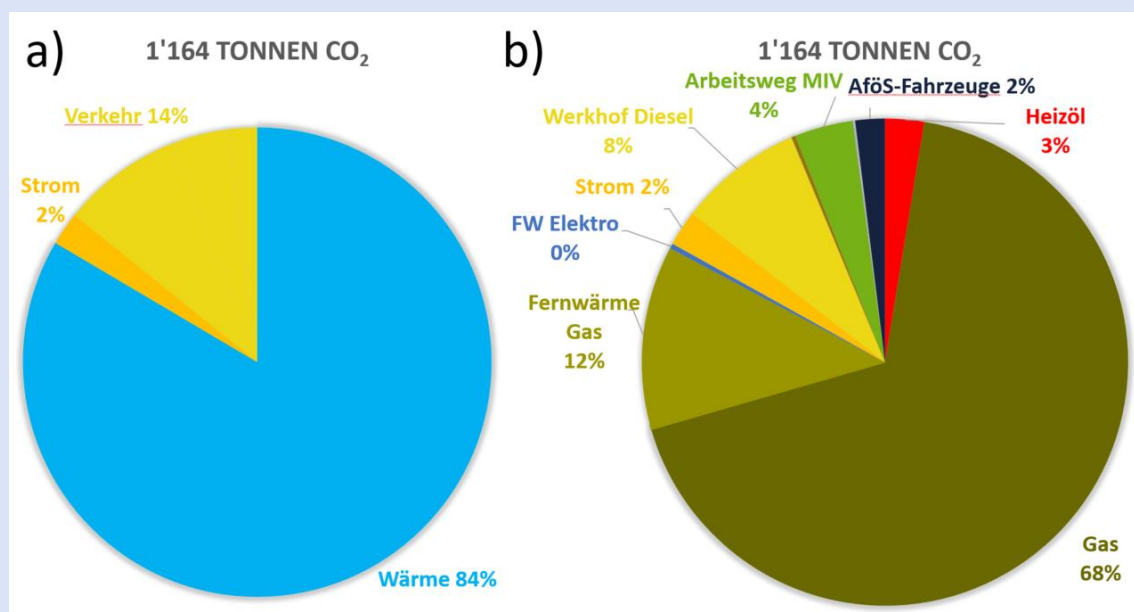 a)
1'164 TONNEN CO₂
Verkehr 14%
Strom
2%
Wärme 84%
b)
1'164 TONNEN CO₂
Arbeitsweg MIV
4%
AföS-Fahrzeuge 2%
Werkhof Diesel
8%
Heizöl
3%
Strom 2%
FW Elektro
0%
Fernwärme
Gas
12%
Gas
68%